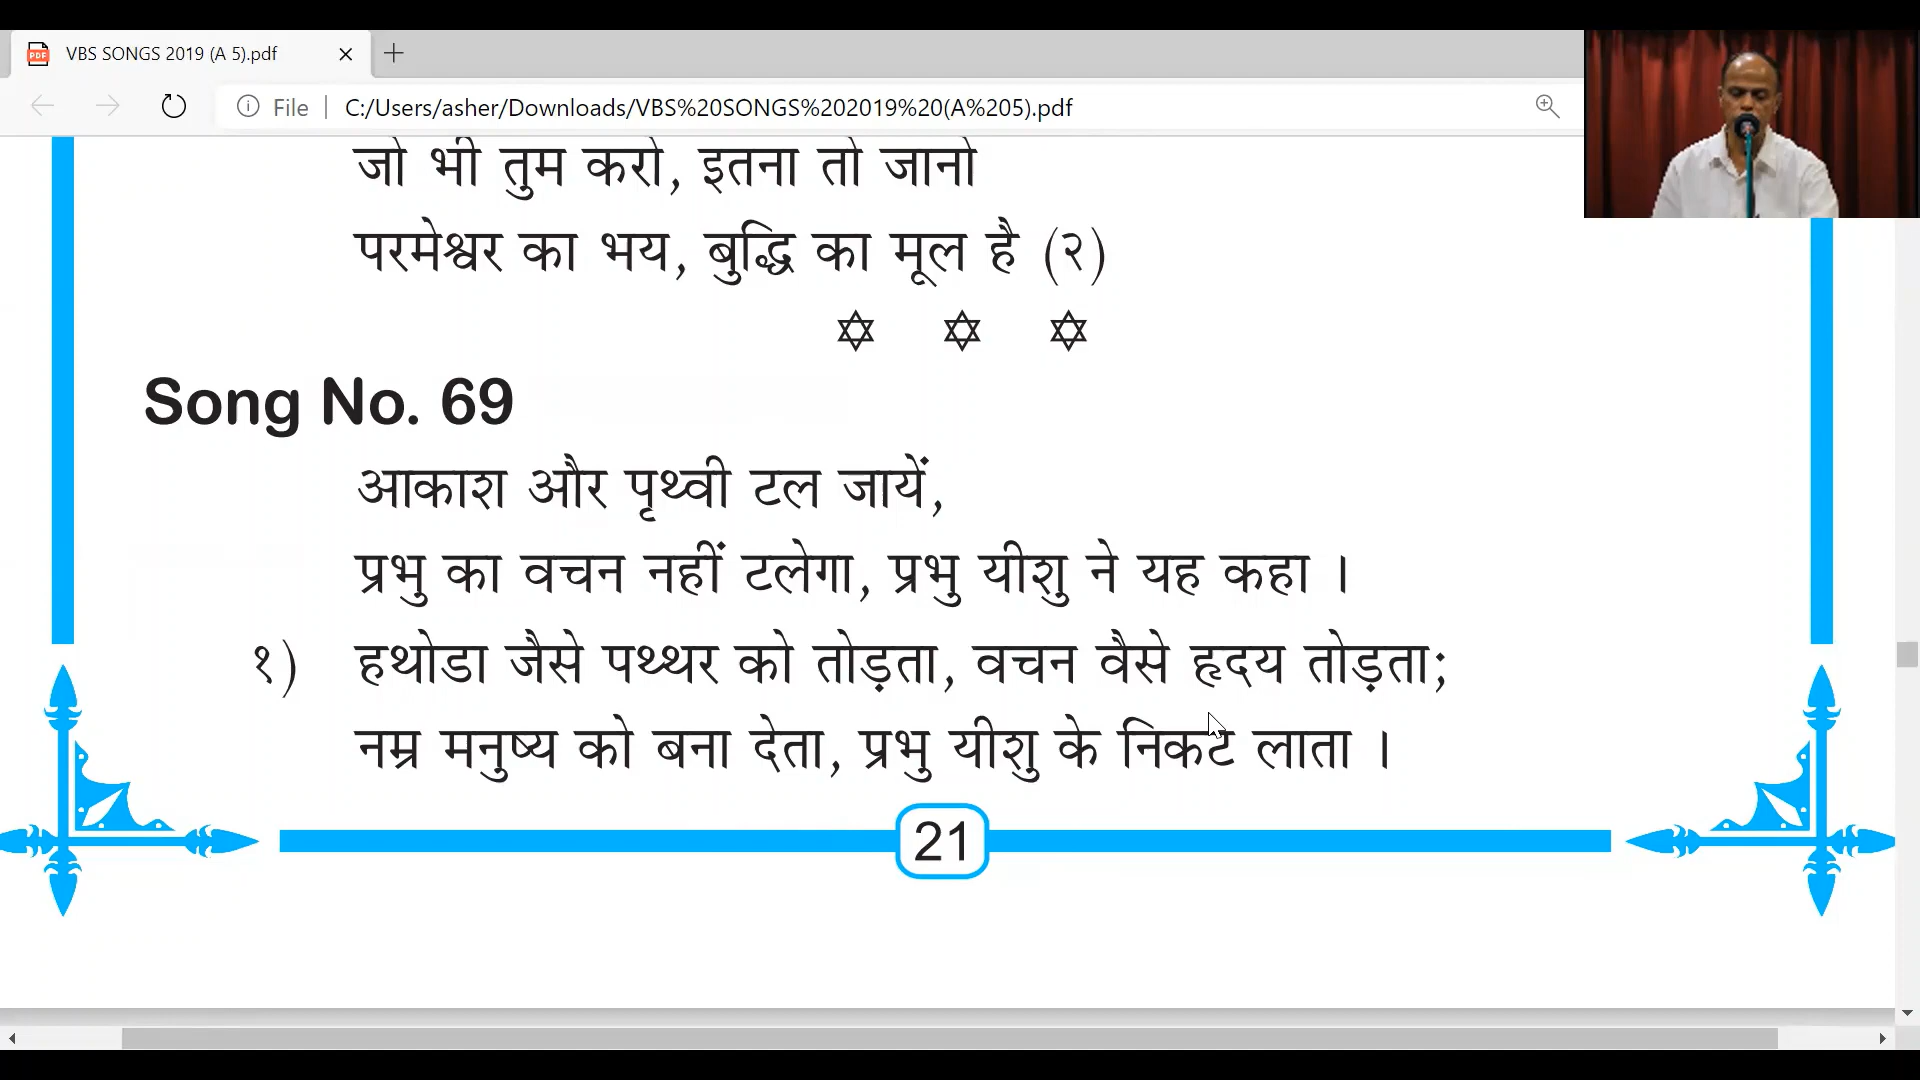 VBS SONGS 2019 (A 5).pdf
File | C:/Users/asher/Downloads/VBS%20SONGS%202019%20(A%205).pdf
जो भी तुम करो, इतना तो जानो
परमेश्वर का भय, बुद्धि का मूल है (२)
Song No. 69
आकाश और पृथ्वी टल जायें,
प्रभु का वचन नहीं टलेगा, प्रभु यीशु ने यह कहा ।
१) हथोडा जैसे पथ्थर को तोड़ता, वचन वैसे हृदय तोड़ता;
नम्र मनुष्य को बना देता, प्रभु यीशु के निकट लाता ।
21